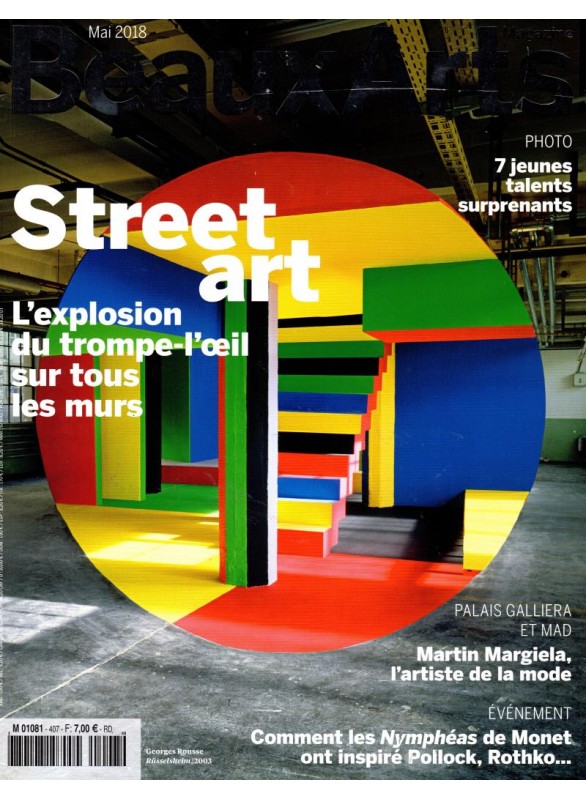 Mai 2018
Magazine
BeauxArts
PHOTO
7 jeunes
talents
surprenants
Street
art
L'explosion
du trompe-l'œil
sur tous
les murs
PALAIS GALLIERA
ET MAD
Martin Margiela,
l'artiste de la mode
ÉVÉNEMENT
Comment les Nymphéas de Monet
ont inspiré Pollock, Rothko...
M 01081 - 407 - F: 7,00 € - RD
Georges Rousse
Rüsselsheim/2003